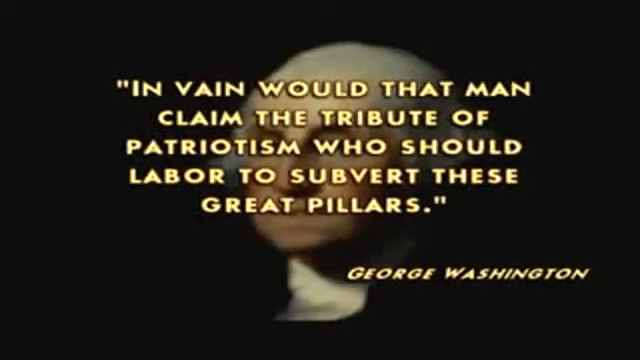 "IN VAIN WOULD THAT MAN
CLAIM THE TRIBUTE OF
PATRIOTISM WHO SHOULD
LABOR TO SUBVERT THESE
GREAT PILLARS."
GEORGE WASHINGTON